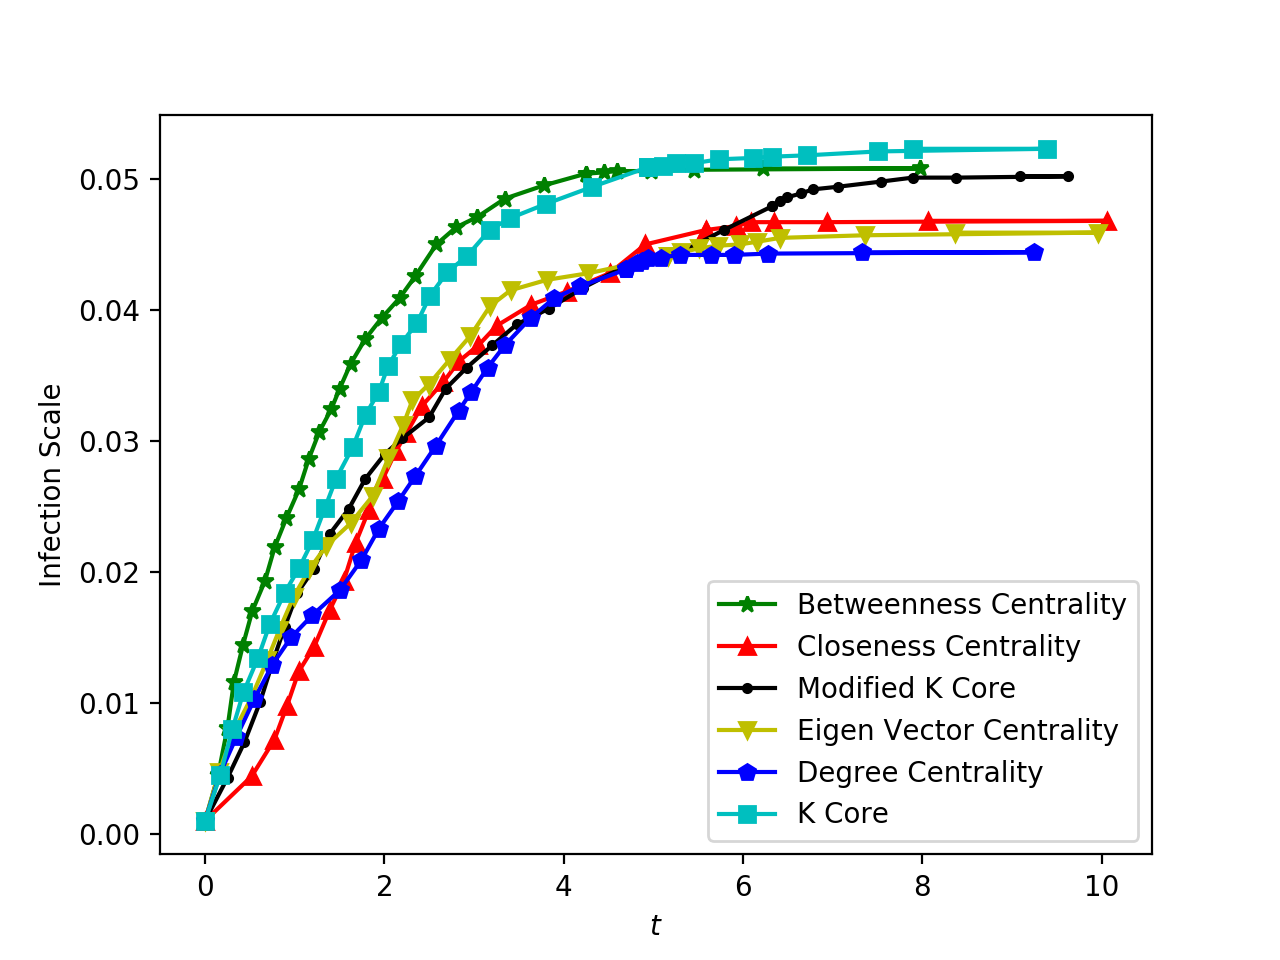 0.05
0.04
0.03
0.02
0.01
0.00
Infection Scale
0 2 4 6 8 10
t
Betweenness Centrality
Closeness Centrality
Modified K Core
Eigen Vector Centrality
Degree Centrality
K Core